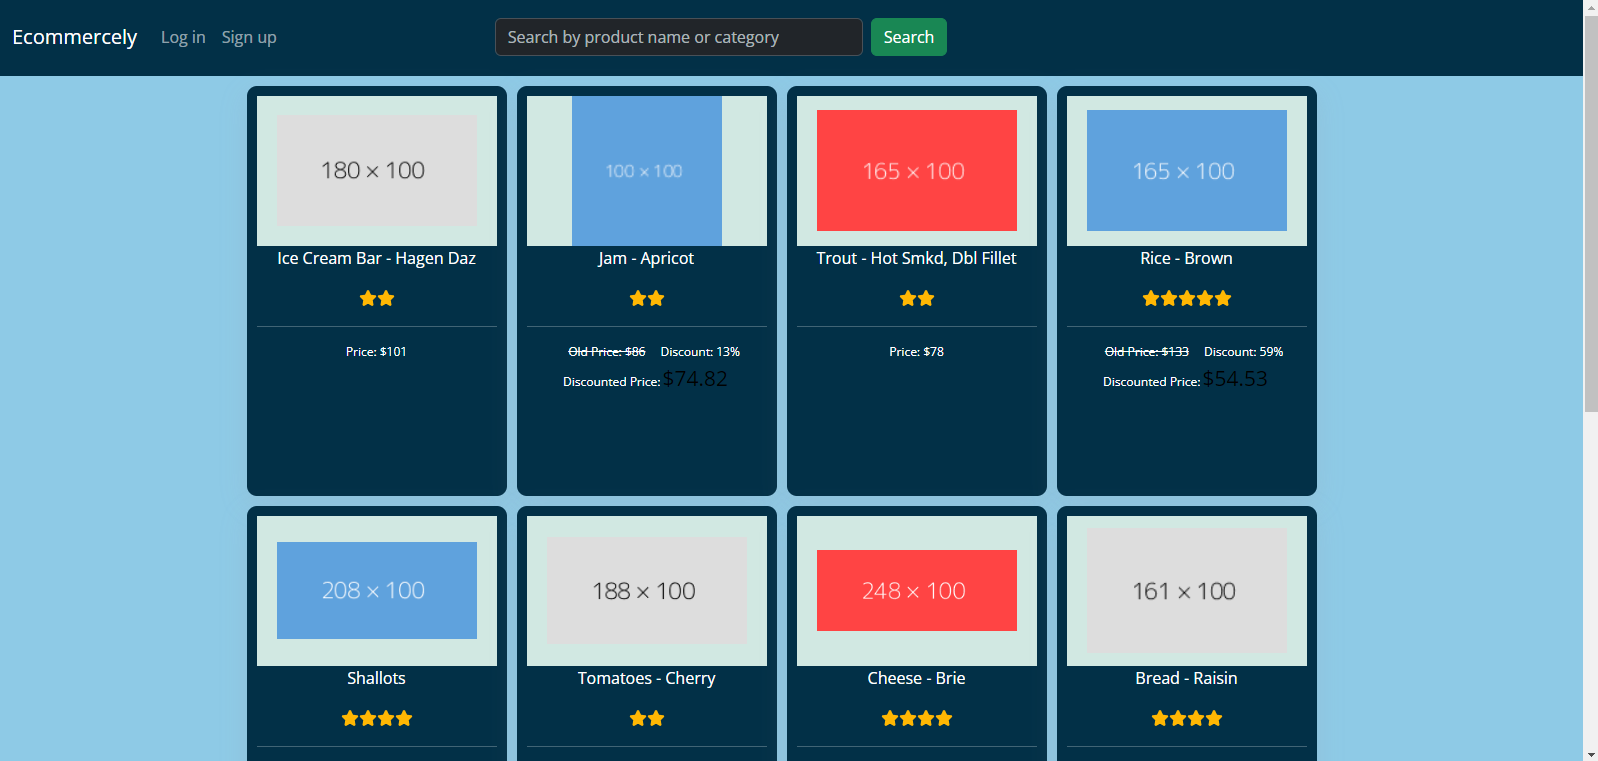 Ecommercely Log in Sign up Search by product name or category Search
180 × 100
100 × 100
165 × 100
165 × 100
Ice Cream Bar - Hagen Daz
Jam - Apricot
Trout - Hot Smkd, Dbl Fillet
Rice - Brown
Price: $101
Old Price: $86 Discount: 13%
Discounted Price: $74.82
Price: $78
Old Price: $133 Discount: 59%
Discounted Price: $54.53
208 × 100
188 × 100
248 × 100
161 × 100
Shallots
Tomatoes - Cherry
Cheese - Brie
Bread - Raisin